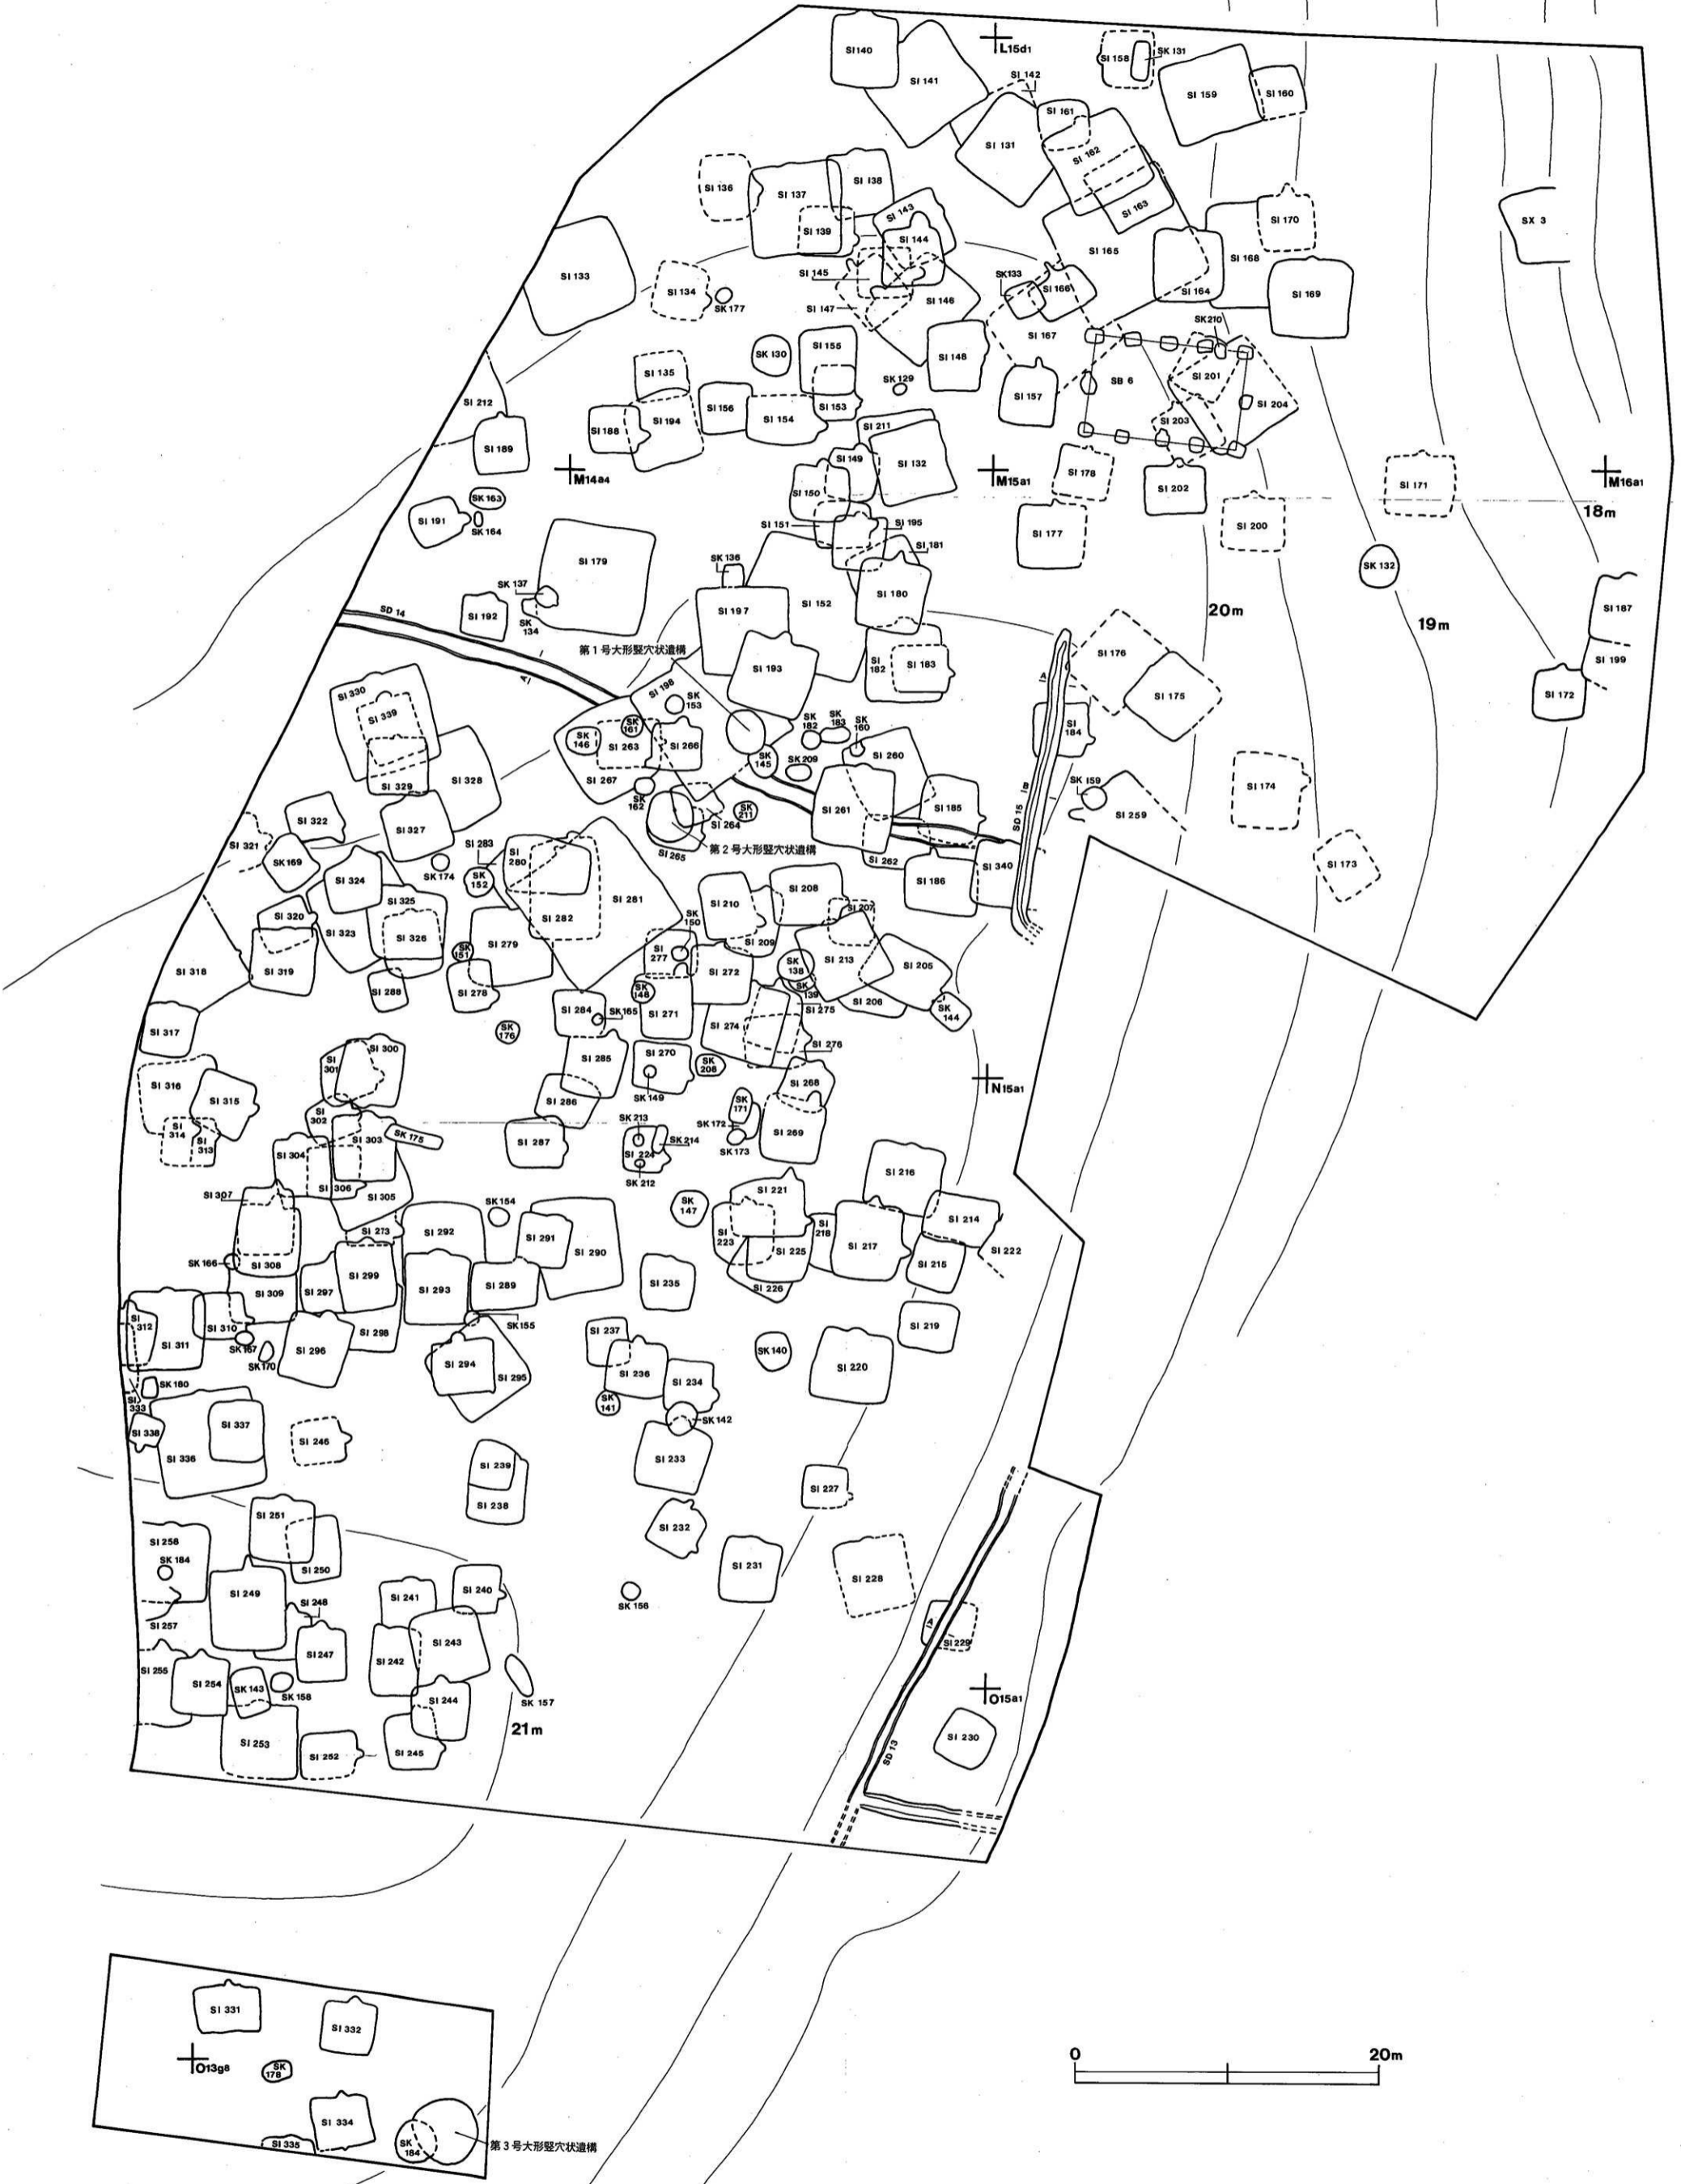 SI 140
L15d1
SI 158
SK 131
SI 141
SI 142
SI 159
SI 160
SI 161
SI 131
SI 162
SI 136
SI 137
SI 138
SI 163
SI 143
SI 139
SI 144
SI 170
SX 3
SI 165
SI 168
SI 133
SI 134
SK 177
SI 145
SI 146
SI 147
SK133
SI 166
SI 164
SI 169
SI 167
SK210
SK 130
SI 155
SI 148
SI 135
SK 129
SI 157
SB 6
SI 201
SI 204
SI 212
SI 156
SI 154
SI 153
SI 188
SI 194
SI 203
SI 189
SI 211
SI 149
SI 132
M14a4
M15a1
SI 178
SI 202
SI 171
M16a1
SK 163
SI 150
18m
SI 191
SK 164
SI 151
SI 195
SI 177
SI 200
SI 181
SI 179
SK 136
SK 132
SK 137
SI 180
SI 192
SK
134
SI 197
SI 152
20m
19m
SI 187
SD 14
第1号大形竪穴状遺構
SI 193
SI
182
SI 183
SI 176
SI 199
SI 175
SI 172
A
A
SI 330
SI 339
SI 198
SK
153
SK
182
SK
183
SK
160
SI
184
SK
161
SK
146
SI 263
SI 266
SI 260
SI 267
SK
145
SK 209
SI 329
SI 328
SK
162
SK 159
SI 174
SI 322
SI 327
SI 264
SK
211
SI 261
SI 185
SD 15
B
SI 259
SI 321
SK169
SI 283
SI
280
SI 265
第2号大形竪穴状遺構
SI 262
SI 186
SI 340
SI 173
SK 174
SK
152
SI 324
SI 325
SI 281
SI 210
SI 208
SI 320
SI 323
SI 326
SI 282
SK
150
SI 207
SI 279
SK
151
SI
277
SI 209
SI 318
SI 319
SI 272
SK
138
SI 213
SI 205
SI 288
SI 278
SK
148
SK
139
SI 206
SI 317
SI 284
SK165
SI 271
SI 274
SI 275
SK
144
SK
176
SI 276
SI
301
SI 300
SI 285
SI 270
SK
208
SI 316
SI 315
SK 149
SI 268
N15a1
SI 286
SI
302
SK
171
SI
314
SI
313
SI 303
SK 175
SI 287
SK 213
SK 214
SK 172
SI 269
SI 304
SI 224
SK 173
SK 212
SI 307
SI 306
SI 305
SI 216
SI 221
SK 154
SK
147
SI 273
SI 292
SI 291
SI 290
SI
223
SI
218
SI 214
SI 225
SI 217
SI 222
SK 166
SI 308
SI 299
SI 215
SI 309
SI 297
SI 293
SI 289
SI 235
SI 226
SI
312
SI 310
SI 298
SK 155
SI 237
SI 219
SI 311
SK 167
SK 170
SI 296
SI 294
SI 295
SK 140
SI 220
SI 236
SI 234
SK 180
SI
333
SK
141
SK 142
SI 338
SI 337
SI 336
SI 246
SI 233
SI 239
SI 238
SI 227
SI 251
SI 232
SI 258
SK 184
SI 250
SI 231
SI 228
SI 249
SI 248
SI 241
SI 240
SK 156
SI 257
SI 247
SI 243
A
SI 229
SI 255
SI 254
SK 143
SK 158
SI 242
SI 244
SK 157
O15a1
SI 253
SI 252
SI 245
21m
SI 230
SD 13
SI 331
SI 332
O13g8
SK
178
0
20m
SI 334
SI 335
SK
184
第3号大形竪穴状遺構